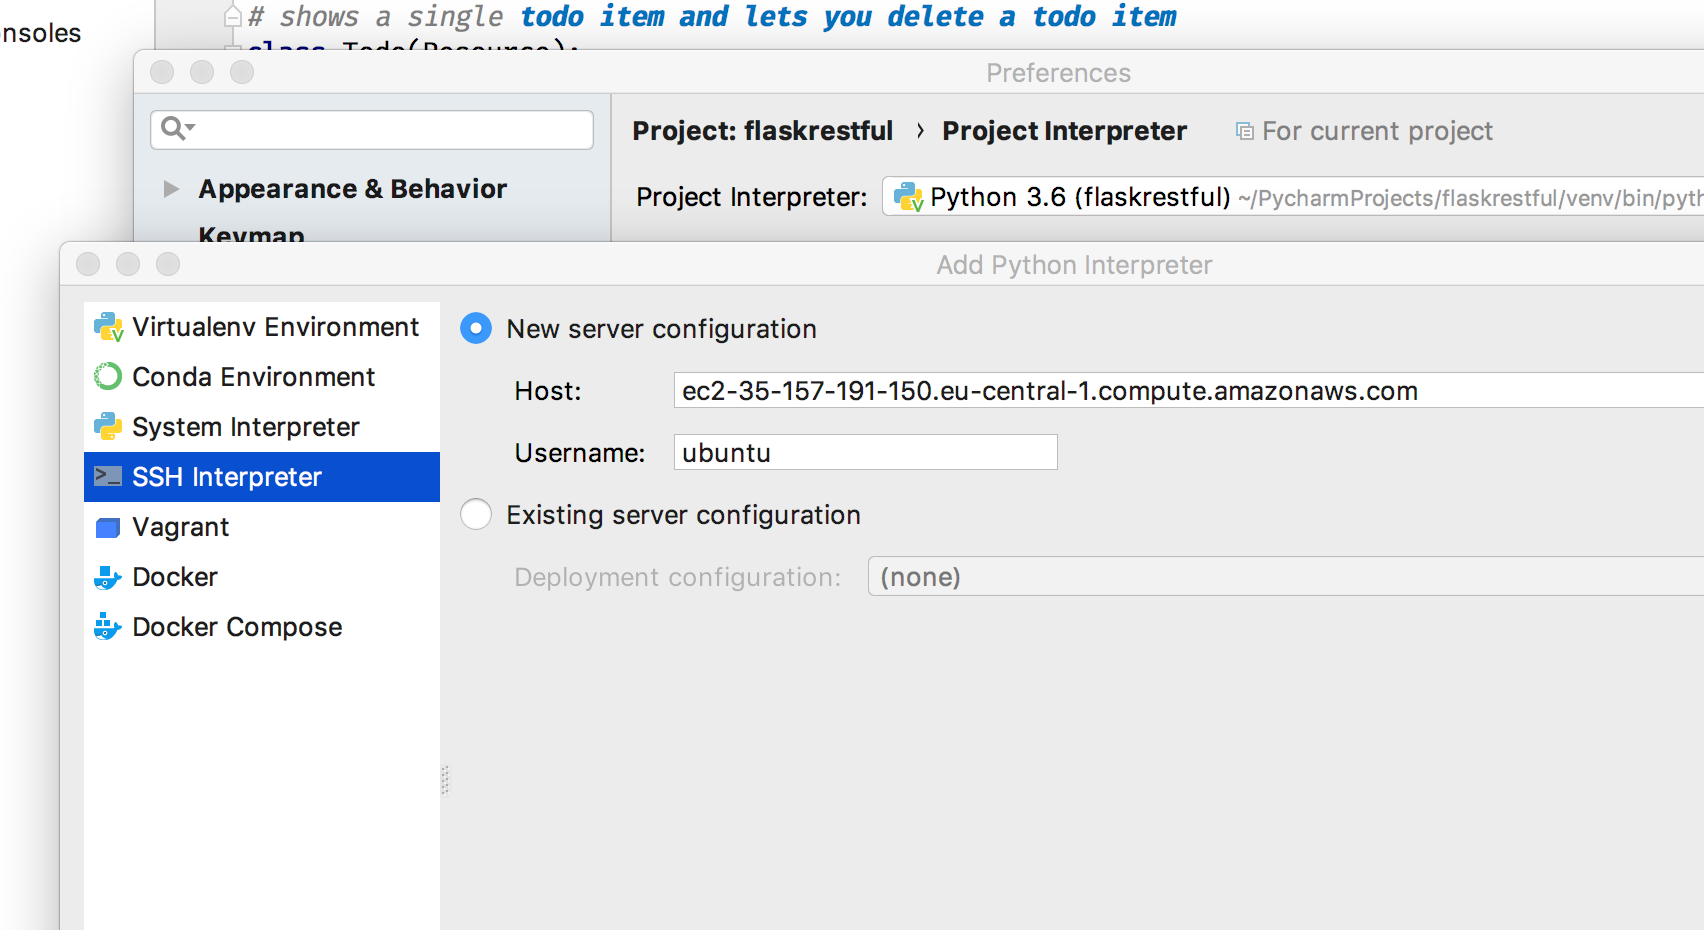 # shows a single todo item and lets you delete a todo item
nsoles
class Todo(Resource):
Preferences
Project: flaskrestful › Project Interpreter For current project
Appearance & Behavior
Project Interpreter: Python 3.6 (flaskrestful) ~/PycharmProjects/flaskrestful/venv/bin/pyth
Keymap
Add Python Interpreter
Virtualenv Environment
Conda Environment
System Interpreter
SSH Interpreter
Vagrant
Docker
Docker Compose
New server configuration
Host: ec2-35-157-191-150.eu-central-1.compute.amazonaws.com
Username: ubuntu
Existing server configuration
Deployment configuration: (none)